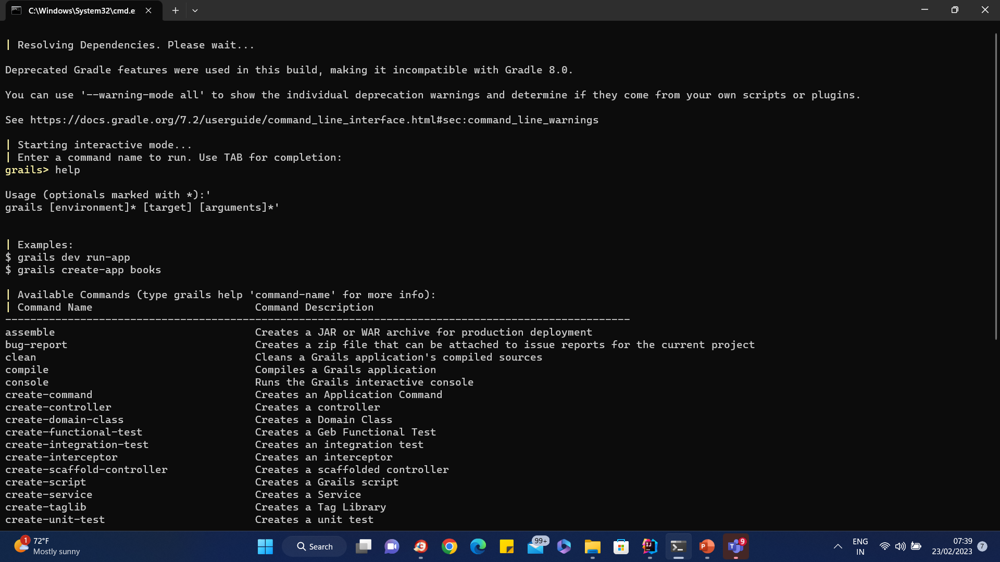 C:\Windows\System32\cmd.e
| Resolving Dependencies. Please wait...
Deprecated Gradle features were used in this build, making it incompatible with Gradle 8.0.
You can use '--warning-mode all' to show the individual deprecation warnings and determine if they come from your own scripts or plugins.
See https://docs.gradle.org/7.2/userguide/command_line_interface.html#sec:command_line_warnings
| Starting interactive mode...
| Enter a command name to run. Use TAB for completion:
grails> help
Usage (optionals marked with *):'
grails [environment]* [target] [arguments]*'
| Examples:
$ grails dev run-app
$ grails create-app books
| Available Commands (type grails help 'command-name' for more info):
| Command Name Command Description
----------------------------------------------------------------------------------------------------
assemble Creates a JAR or WAR archive for production deployment
bug-report Creates a zip file that can be attached to issue reports for the current project
clean Cleans a Grails application's compiled sources
compile Compiles a Grails application
console Runs the Grails interactive console
create-command Creates an Application Command
create-controller Creates a controller
create-domain-class Creates a Domain Class
create-functional-test Creates a Geb Functional Test
create-integration-test Creates an integration test
create-interceptor Creates an interceptor
create-scaffold-controller Creates a scaffolded controller
create-script Creates a Grails script
create-service Creates a Service
create-taglib Creates a Tag Library
create-unit-test Creates a unit test
1 72°F
Mostly sunny
Search
99+
IJ
P
T 9
ENG
IN
07:39
23/02/2023
7